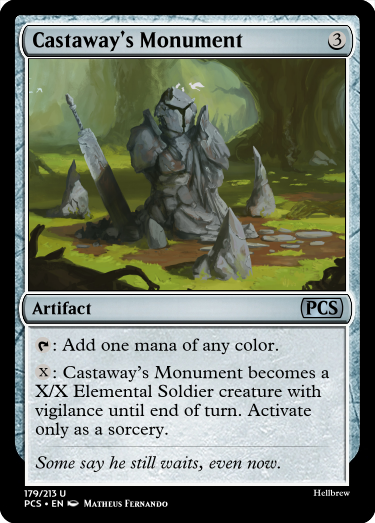 Castaway's Monument 3
Artifact PCS
: Add one mana of any color.
X: Castaway's Monument becomes a
X/X Elemental Soldier creature with
vigilance until end of turn. Activate
only as a sorcery.
Some say he still waits, even now.
179/213 U Hellbrew
PCS • EN Matheus Fernando